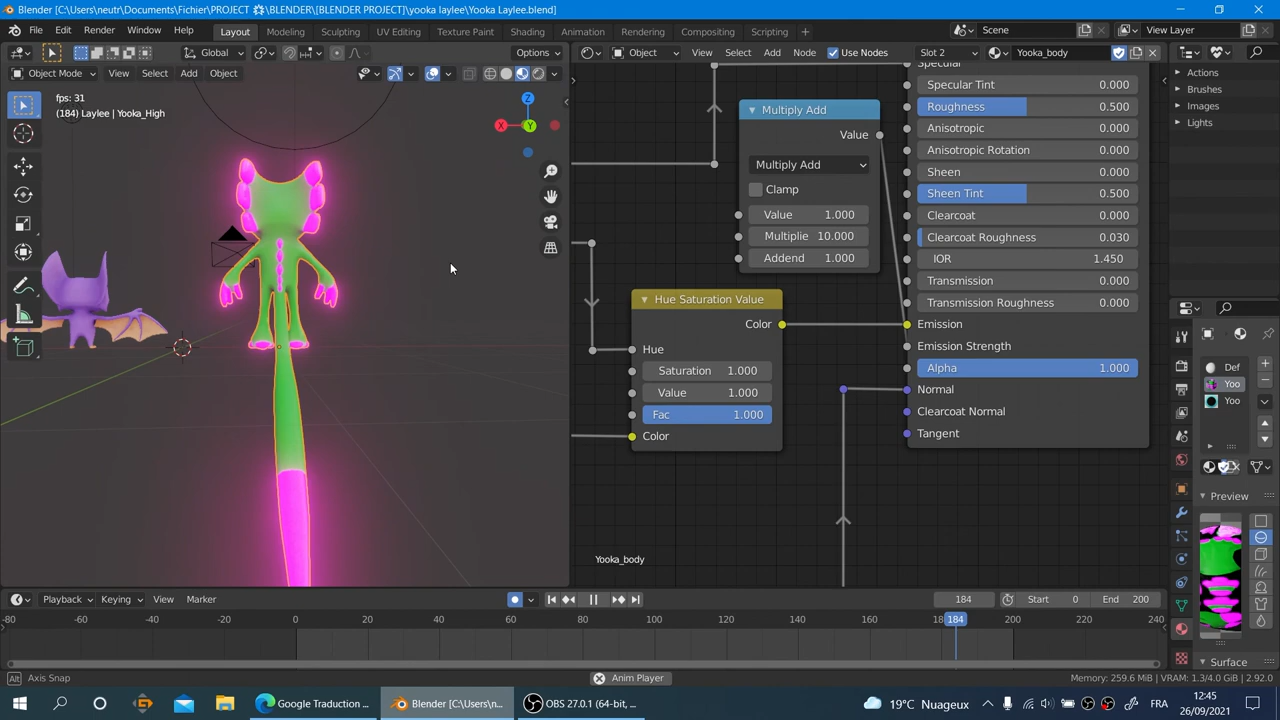 Blender [C:\Users\neutr\Documents\Fichier\PROJECT ۞\BLENDER\[BLENDER PROJECT]\yooka laylee\Yooka Laylee.blend]
File Edit Render Window Help Layout Modeling Sculpting UV Editing Texture Paint Shading Animation Rendering Compositing Scripting Scene View Layer
Global Options Object View Select Add Node Use Nodes Slot 2 Yooka_body
Object Mode View Select Add Object
fps: 31
(184) Laylee | Yooka_High
Z
X Y
Specular
Specular Tint 0.000
Roughness 0.500
Anisotropic 0.000
Anisotropic Rotation 0.000
Sheen 0.000
Sheen Tint 0.500
Clearcoat 0.000
Clearcoat Roughness 0.030
IOR 1.450
Transmission 0.000
Transmission Roughness 0.000
Emission
Emission Strength
Alpha 1.000
Normal
Clearcoat Normal
Tangent
Multiply Add
Value
Multiply Add
Clamp
Value 1.000
Multiplie 10.000
Addend 1.000
Hue Saturation Value
Color
Hue
Saturation 1.000
Value 1.000
Fac 1.000
Color
Yooka_body
Actions
Brushes
Images
Lights
Def
Yoo
Yoo
Preview
Surface
Playback Keying View Marker 184 Start 0 End 200
-80 -40 -20 0 20 40 60 80 100 120 140 160 18 184 200 220 240
Alt Axis Snap Anim Player Memory: 259.6 MiB | VRAM: 1.3/4.0 GiB | 2.92.0
Google Traduction ... Blender [C:\Users\n... OBS 27.0.1 (64-bit, ... 19°C Nuageux FRA 12:45
26/09/2021